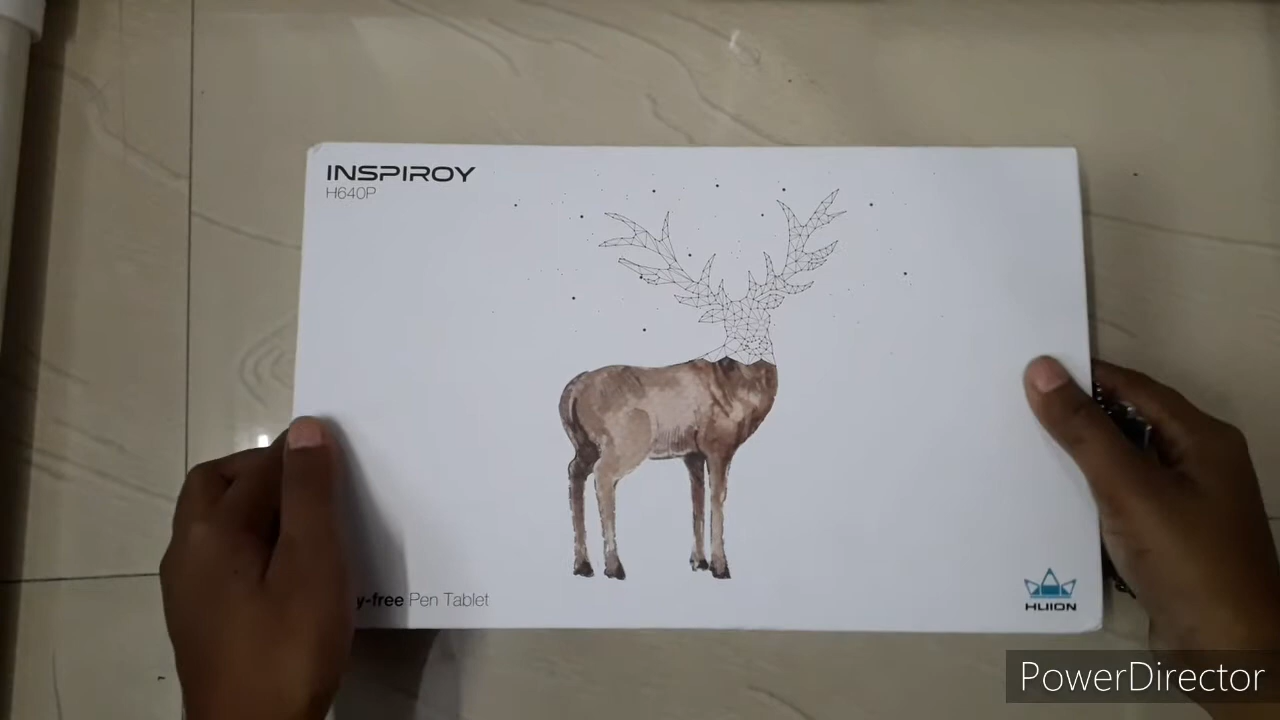 INSPIROY
H640P
y-free Pen Tablet
HUION
PowerDirector